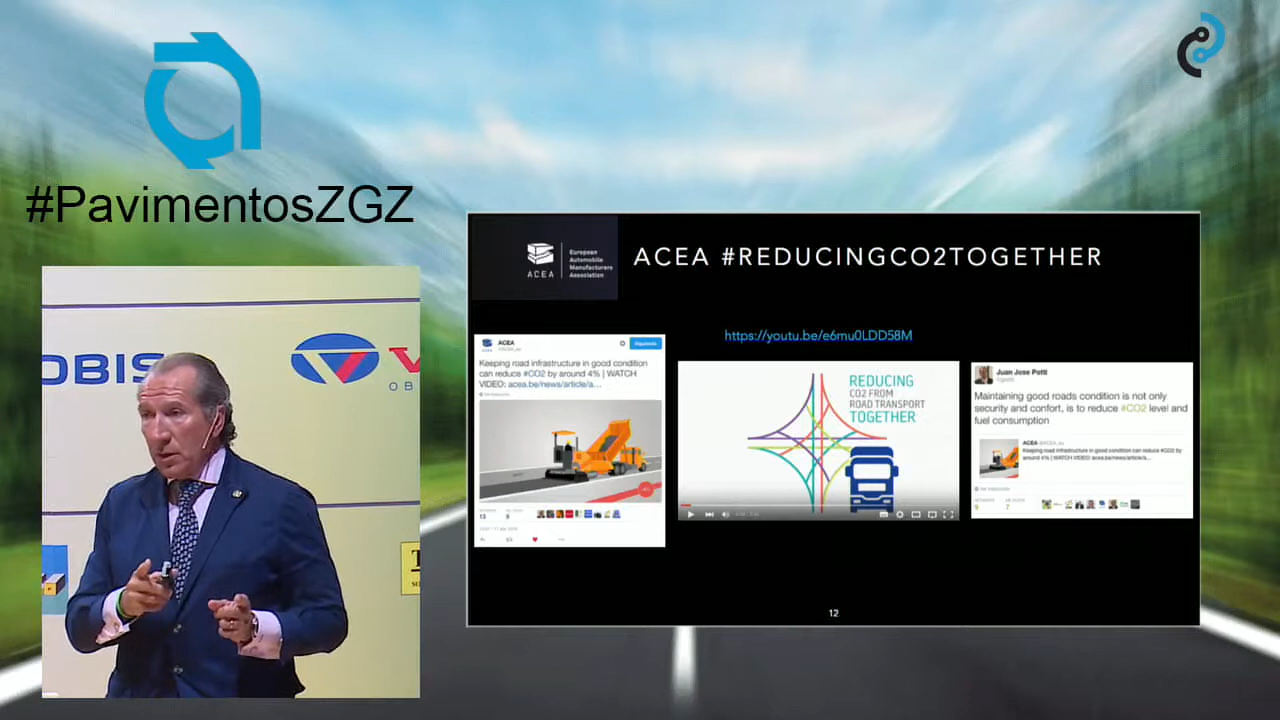 #PavimentosZGZ
OBIS
V
OB
T
ACEA
European
Automobile
Manufacturers
Association
ACEA #REDUCINGCO2TOGETHER
https://youtu.be/e6mu0LDD58M
ACEA
Keeping road infrastructure in good condition
can reduce #CO2 by around 4% | WATCH
VIDEO: acea.be/news/article/a...
REDUCING
CO2 FROM
ROAD TRANSPORT
TOGETHER
Juan Jose Potti
Maintaining good roads condition is not only
security and confort, is to reduce #CO2 level and
fuel consumption
ACEA
Keeping road infrastructure in good condition can reduce #CO2 by
around 4% | WATCH VIDEO: acea.be/news/article/a...
12